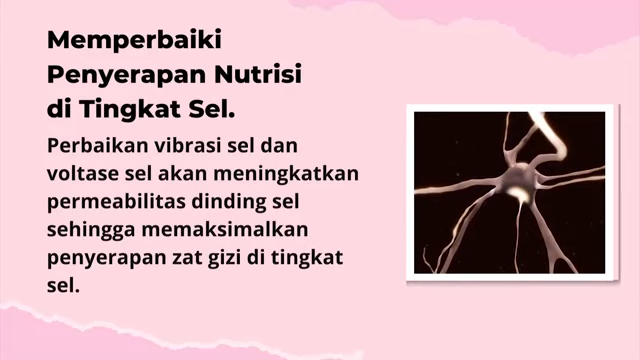 Memperbaiki
Penyerapan Nutrisi
di Tingkat Sel.
Perbaikan vibrasi sel dan
voltase sel akan meningkatkan
permeabilitas dinding sel
sehingga memaksimalkan
penyerapan zat gizi di tingkat
sel.